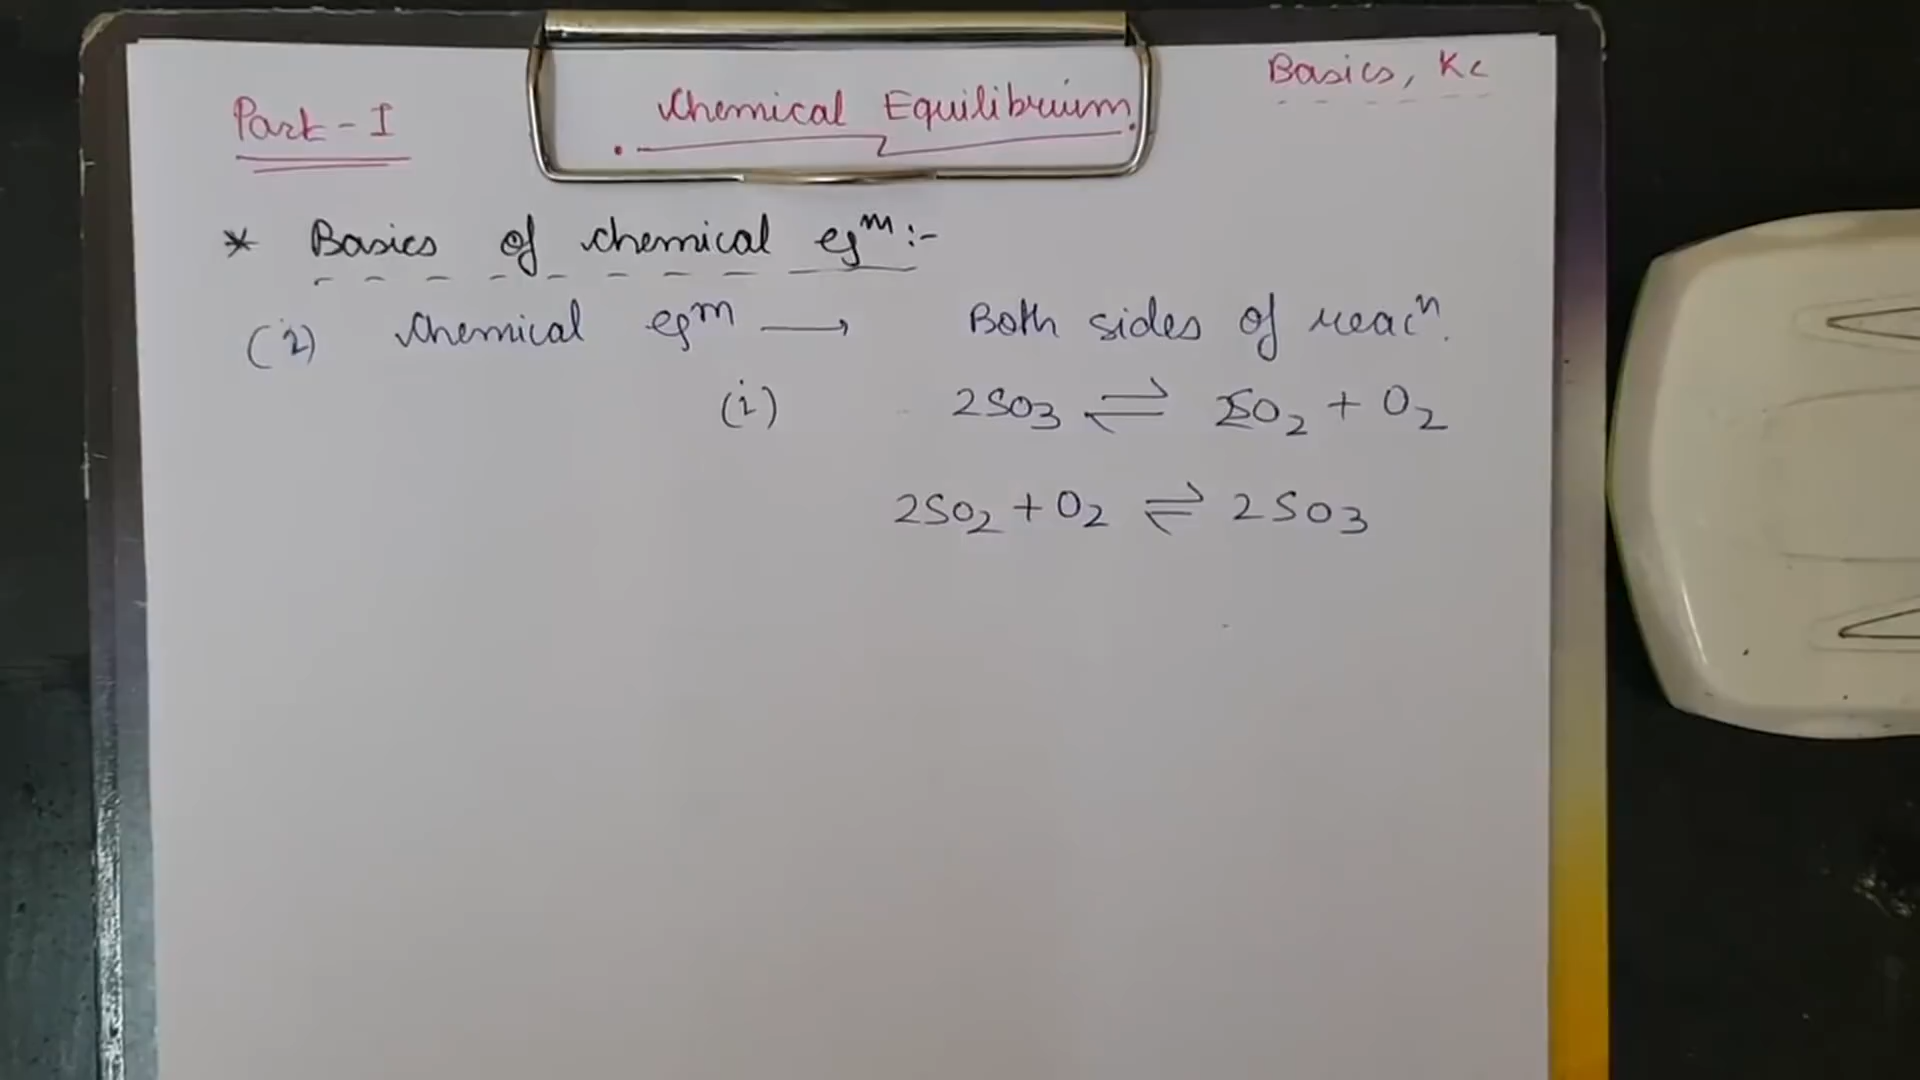 Part-I
Chemical Equilibrium.
Basics, Kc
* Basics of chemical eqᵐ:-
(i) Chemical eqᵐ → Both sides of reacⁿ.
(i) 2SO₃ ⇌ 2SO₂ + O₂
2SO₂ + O₂ ⇌ 2SO₃